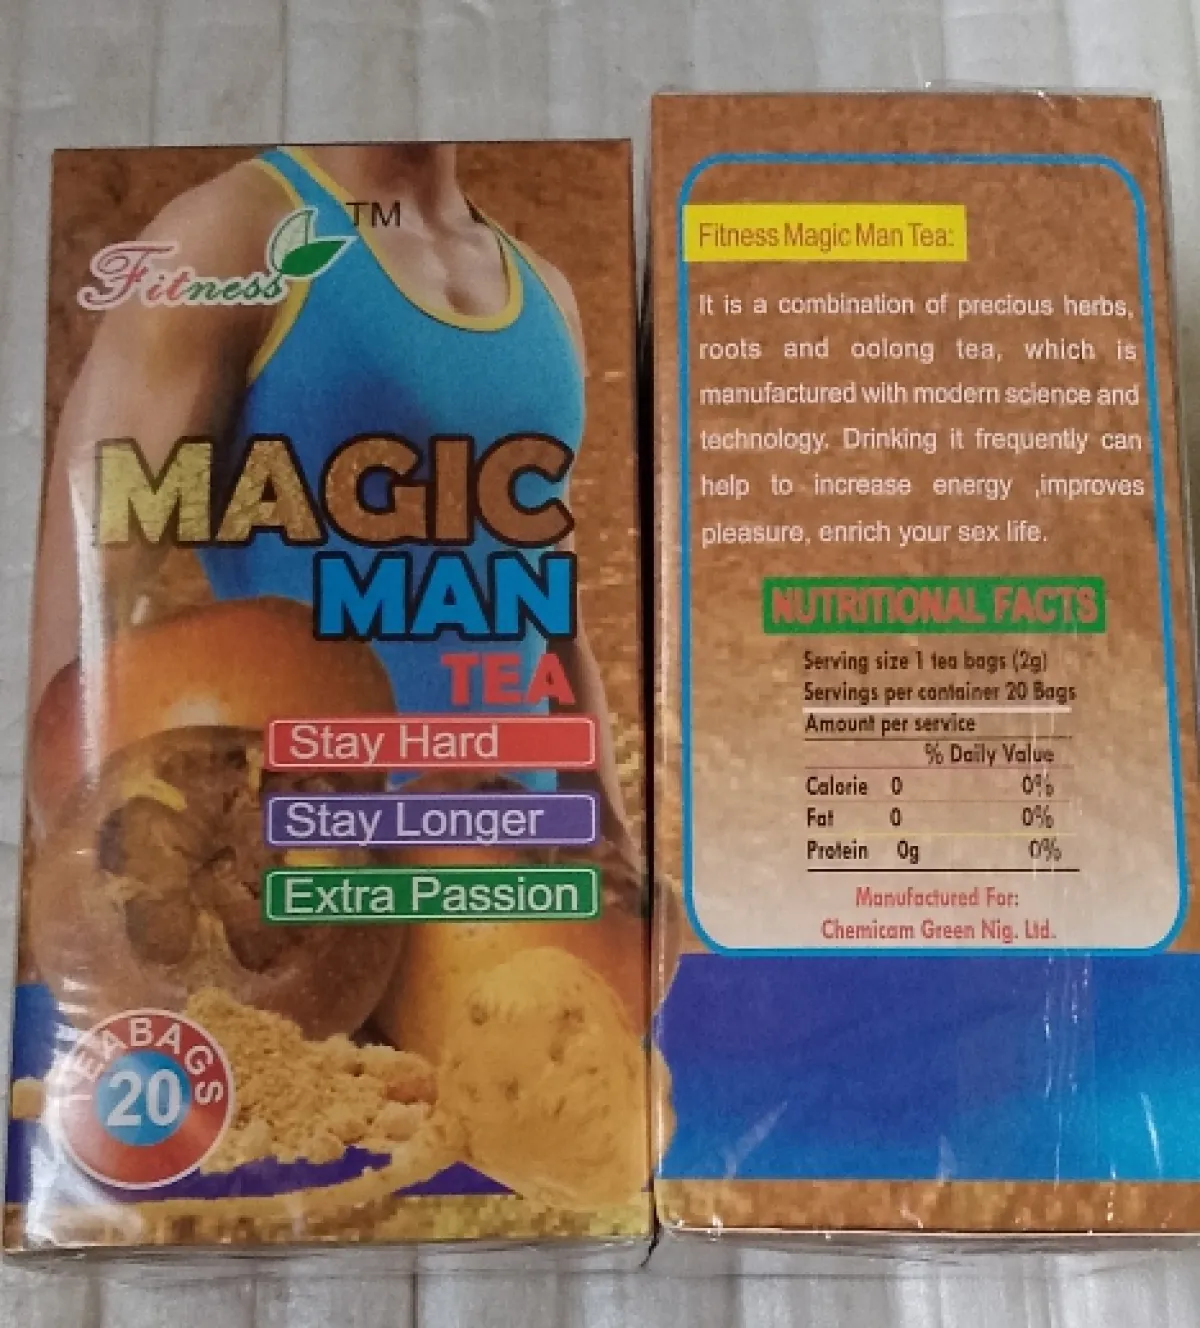 Fitness
TM
MAGIC
MAN
TEA
Stay Hard
Stay Longer
Extra Passion
TEABAGS
20
Fitness Magic Man Tea:
It is a combination of precious herbs,
roots and oolong tea, which is
manufactured with modern science and
technology. Drinking it frequently can
help to increase energy ,improves
pleasure, enrich your sex life.
NUTRITIONAL FACTS
Serving size 1 tea bags (2g)
Servings per container 20 Bags
Amount per service
% Daily Value
Calorie 0 0%
Fat 0 0%
Protein 0g 0%
Manufactured For:
Chemicam Green Nig. Ltd.